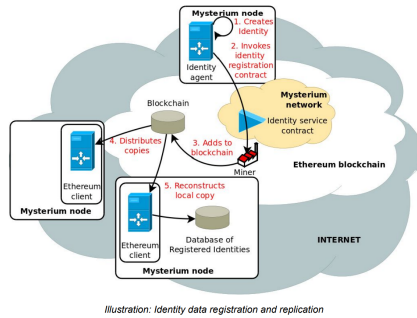 Mysterium node
1. Creates
Identity
2. Invokes
identity
registration
contract
Identity
agent
Mysterium
network
Identity service
contract
Blockchain
4. Distributes
copies
3. Adds to
blockchain
Miner
Ethereum blockchain
Ethereum
client
Mysterium node
5. Reconstructs
local copy
Ethereum
client
Database of
Registered Identities
Mysterium node
INTERNET
Illustration: Identity data registration and replication